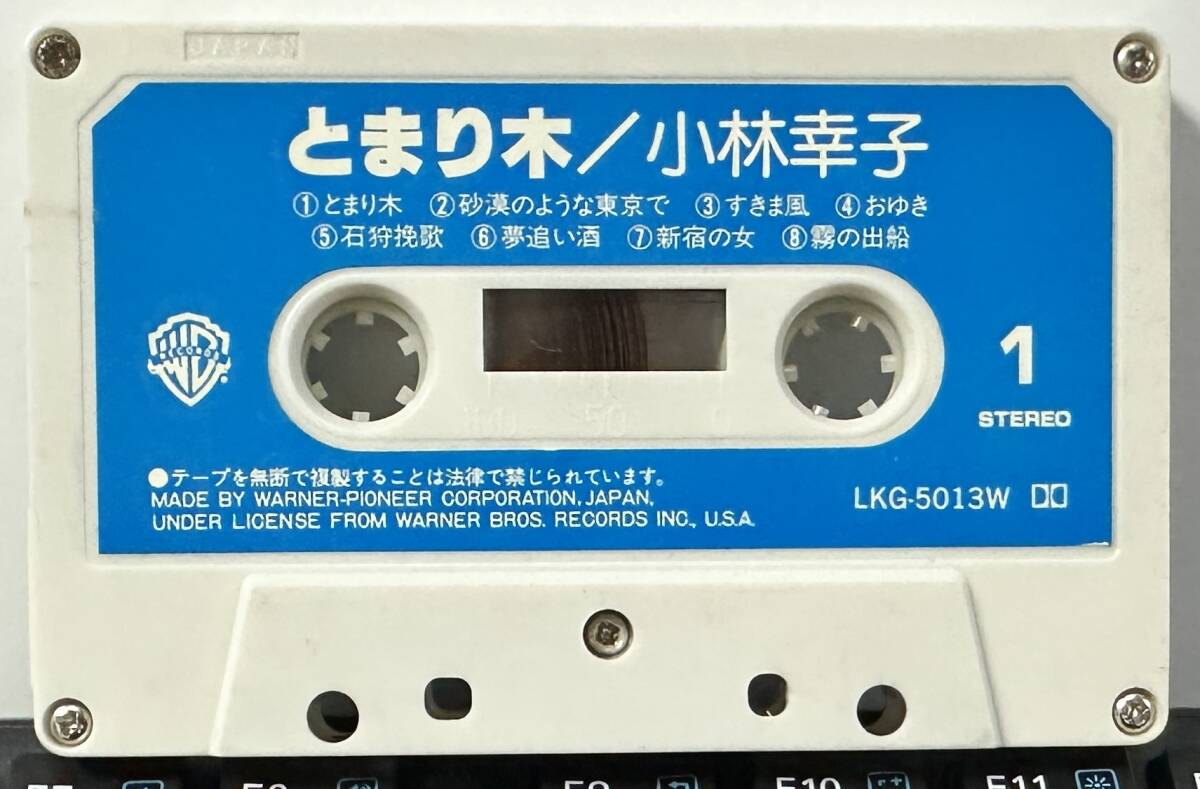 JAPAN
とまり木/小林幸子
①とまり木 ②砂漠のような東京で ③すきま風 ④おゆき
⑤石狩挽歌 ⑥夢追い酒 ⑦新宿の女 ⑧霧の出船
RECORDS
1
STEREO
50 0
●テープを無断で複製することは法律で禁じられています。
MADE BY WARNER-PIONEER CORPORATION, JAPAN,
UNDER LICENSE FROM WARNER BROS. RECORDS INC., U.S.A.
LKG-5013W
F10 F11